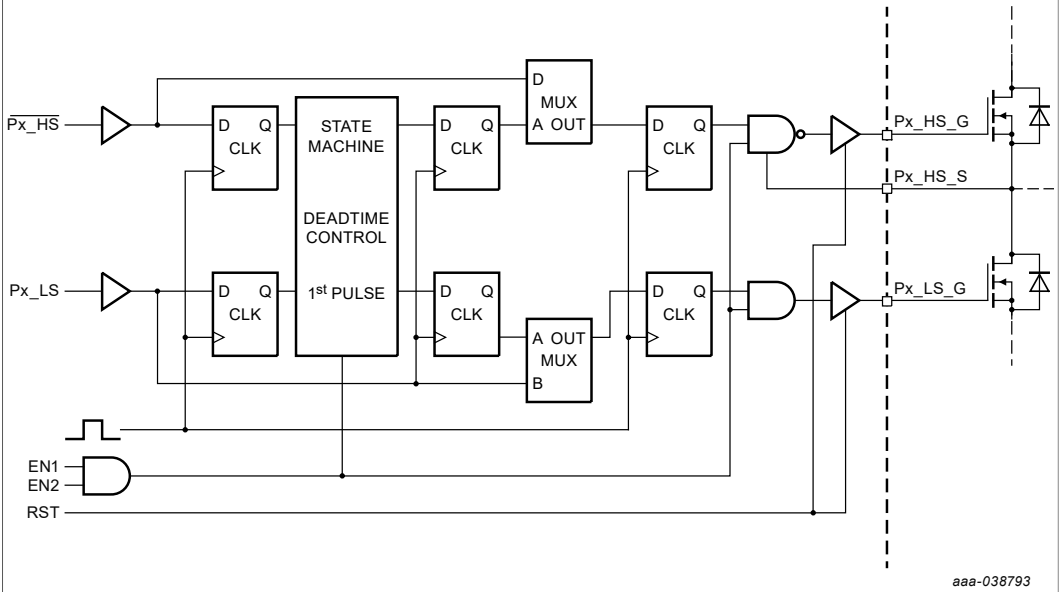 D
MUX
A OUT
Px_HS
D Q
CLK
STATE
MACHINE
D Q
CLK
D Q
CLK
Px_HS_G
Px_HS_S
DEADTIME
CONTROL
Px_LS
D Q
CLK
1st PULSE
D Q
CLK
D Q
CLK
Px_LS_G
A OUT
MUX
B
EN1
EN2
RST
aaa-038793